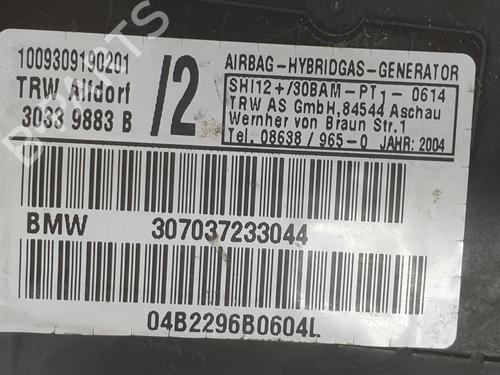 1009309190201
TRW Alfdorf
3033 9883 B
/2
AIRBAG-HYBRIDGAS-GENERATOR
SHI12+/30BAM-PT1-0614
TRW AS GmbH,84544 Aschau
Wernher von Braun Str.1
Tel. 08638/965-0 JAHR:2004
BMW 307037233044
04B2296B0604L